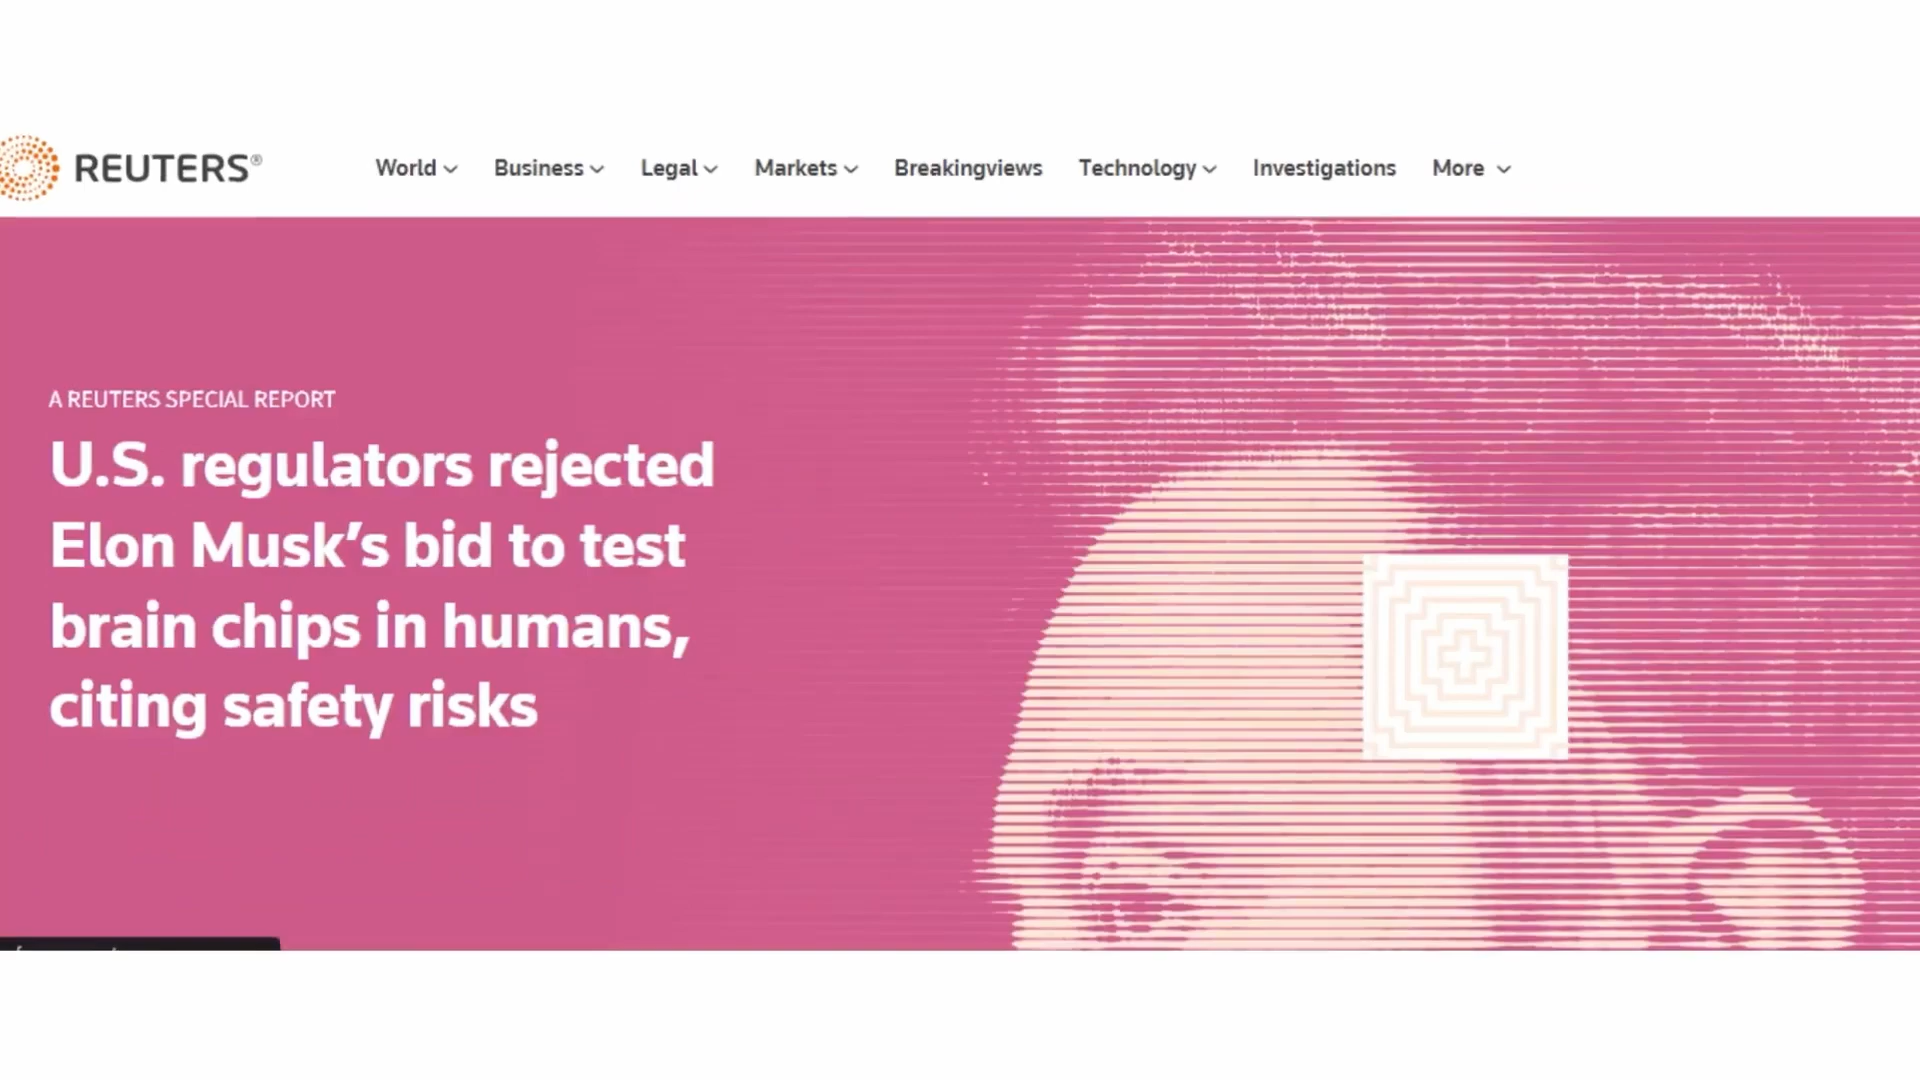 REUTERS®
World Business Legal Markets Breakingviews Technology Investigations More
A REUTERS SPECIAL REPORT
U.S. regulators rejected
Elon Musk’s bid to test
brain chips in humans,
citing safety risks